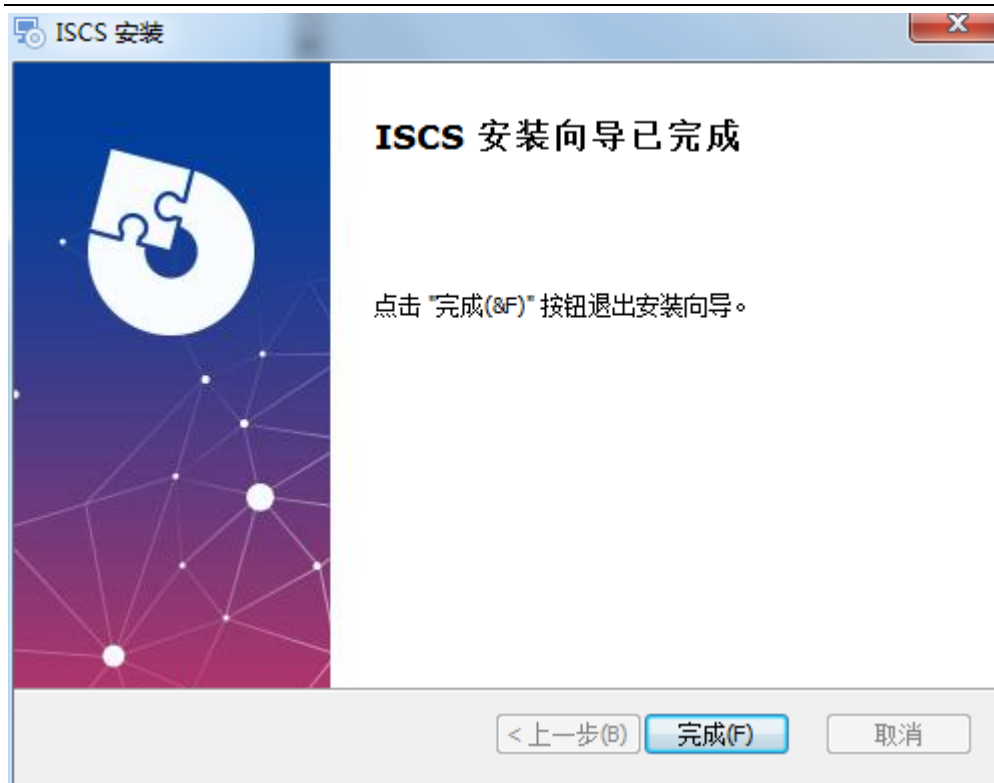 ISCS 安装
ISCS 安装向导已完成
点击 "完成(&F)" 按钮退出安装向导。
< 上一步(B) 完成(F) 取消